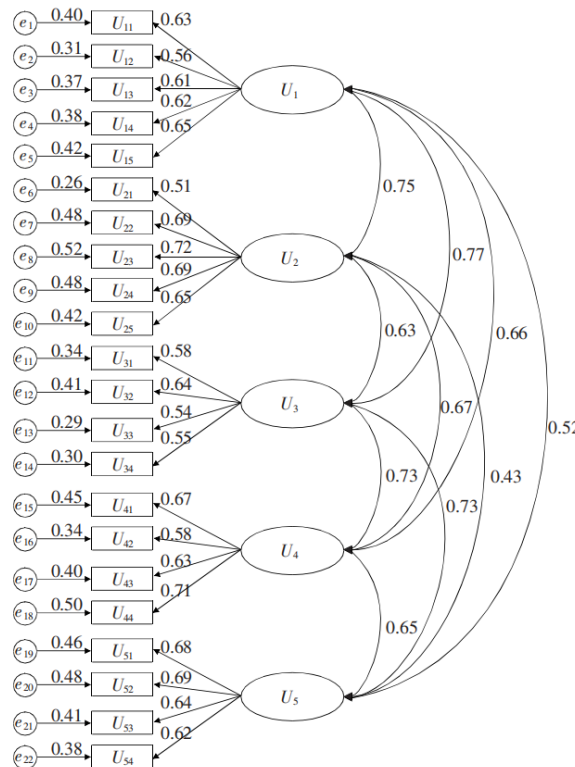 e1 0.40 U11 0.63
e2 0.31 U12 0.56
e3 0.37 U13 0.61 U1
e4 0.38 U14 0.62
e5 0.42 U15 0.65
0.75
e6 0.26 U21 0.51
e7 0.48 U22 0.69
e8 0.52 U23 0.72 U2 0.77
e9 0.48 U24 0.69
e10 0.42 U25 0.65
0.63 0.66
e11 0.34 U31 0.58
e12 0.41 U32 0.64 U3
e13 0.29 U33 0.54 0.67 0.52
e14 0.30 U34 0.55
0.73 0.73 0.43
e15 0.45 U41 0.67
e16 0.34 U42 0.58 U4
e17 0.40 U43 0.63
e18 0.50 U44 0.71
0.65
e19 0.46 U51 0.68
e20 0.48 U52 0.69 U5
e21 0.41 U53 0.64
e22 0.38 U54 0.62